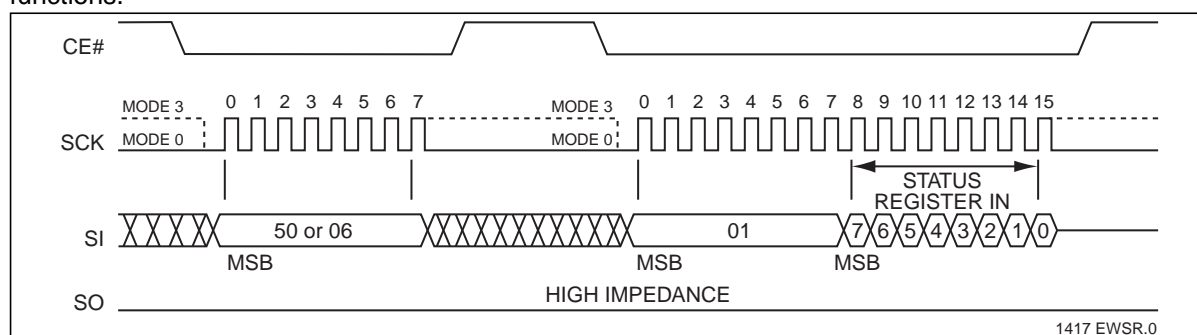 functions.
CE#
MODE 3 0 1 2 3 4 5 6 7 MODE 3 0 1 2 3 4 5 6 7 8 9 10 11 12 13 14 15
SCK MODE 0 MODE 0
STATUS
REGISTER IN
SI 50 or 06 01 7 6 5 4 3 2 1 0
MSB MSB MSB
HIGH IMPEDANCE
SO
1417 EWSR.0